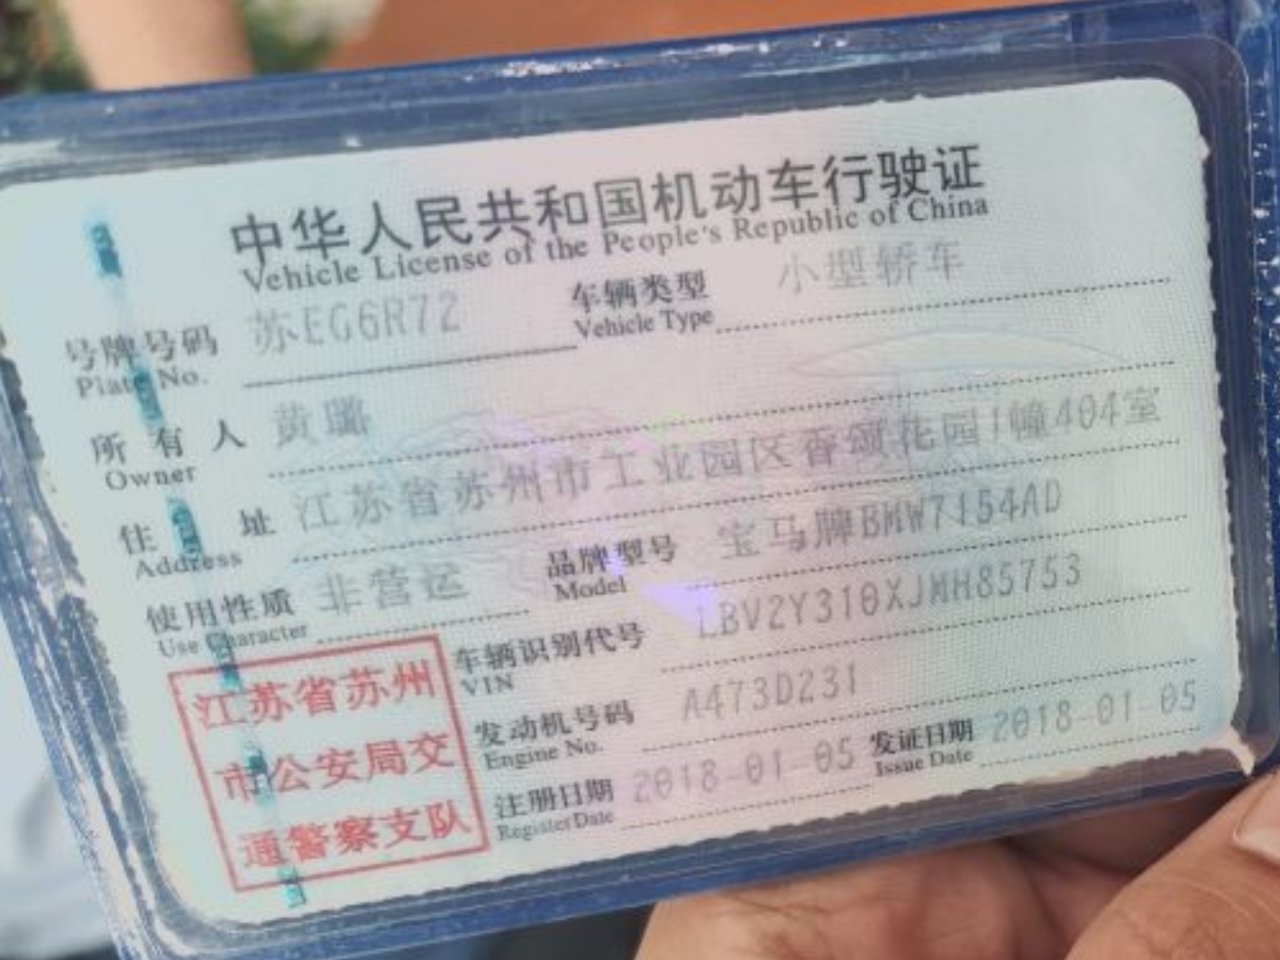 中华人民共和国机动车行驶证
Vehicle License of the People's Republic of China
号牌号码 苏EG6R72 车辆类型 小型轿车
Plate No. Vehicle Type
所有人 黄瑞
Owner
住址 江苏省苏州市工业园区香颂花园1幢404室
Address
使用性质 非营运 品牌型号 宝马牌BMW7154AD
Use Character Model
车辆识别代号 LBV2Y310XJMH85753
VIN
发动机号码 A473D231
Engine No.
注册日期 2018-01-05 发证日期 2018-01-05
Register Date Issue Date
江苏省苏州
市公安局交
通警察支队